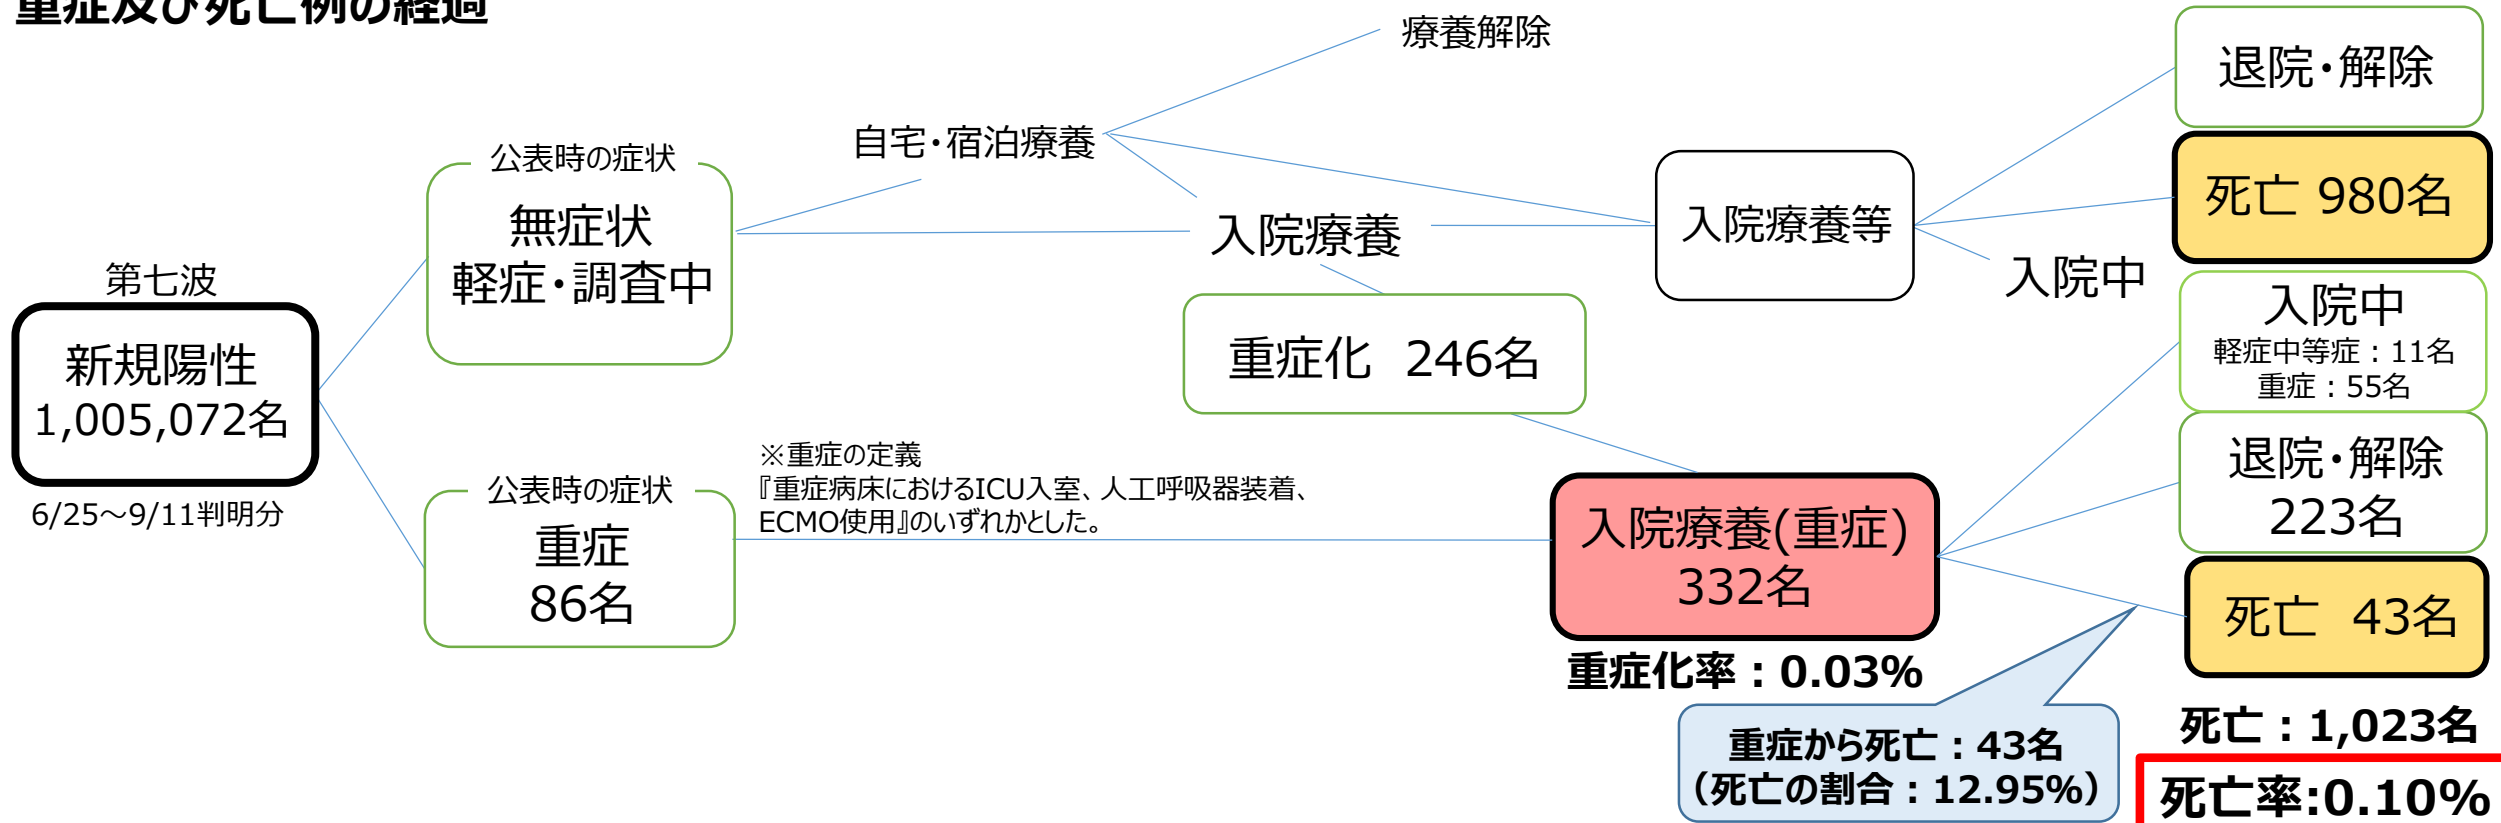 重症及び死亡例の経過
療養解除
退院・解除
自宅・宿泊療養
公表時の症状
無症状
軽症・調査中
入院療養
入院療養等
死亡 980名
入院中
第七波
新規陽性
1,005,072名
6/25～9/11判明分
重症化 246名
入院中
軽症中等症：11名
重症：55名
退院・解除
223名
※重症の定義
『重症病床におけるICU入室、人工呼吸器装着、
ECMO使用』のいずれかとした。
公表時の症状
重症
86名
入院療養(重症)
332名
死亡 43名
重症化率：0.03%
重症から死亡：43名
（死亡の割合：12.95%）
死亡：1,023名
死亡率:0.10%